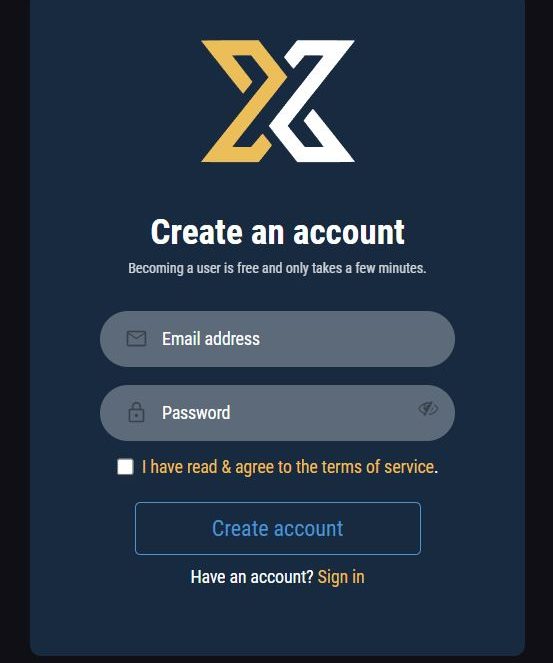 Create an account
Becoming a user is free and only takes a few minutes.
Email address
Password
I have read & agree to the terms of service.
Create account
Have an account? Sign in